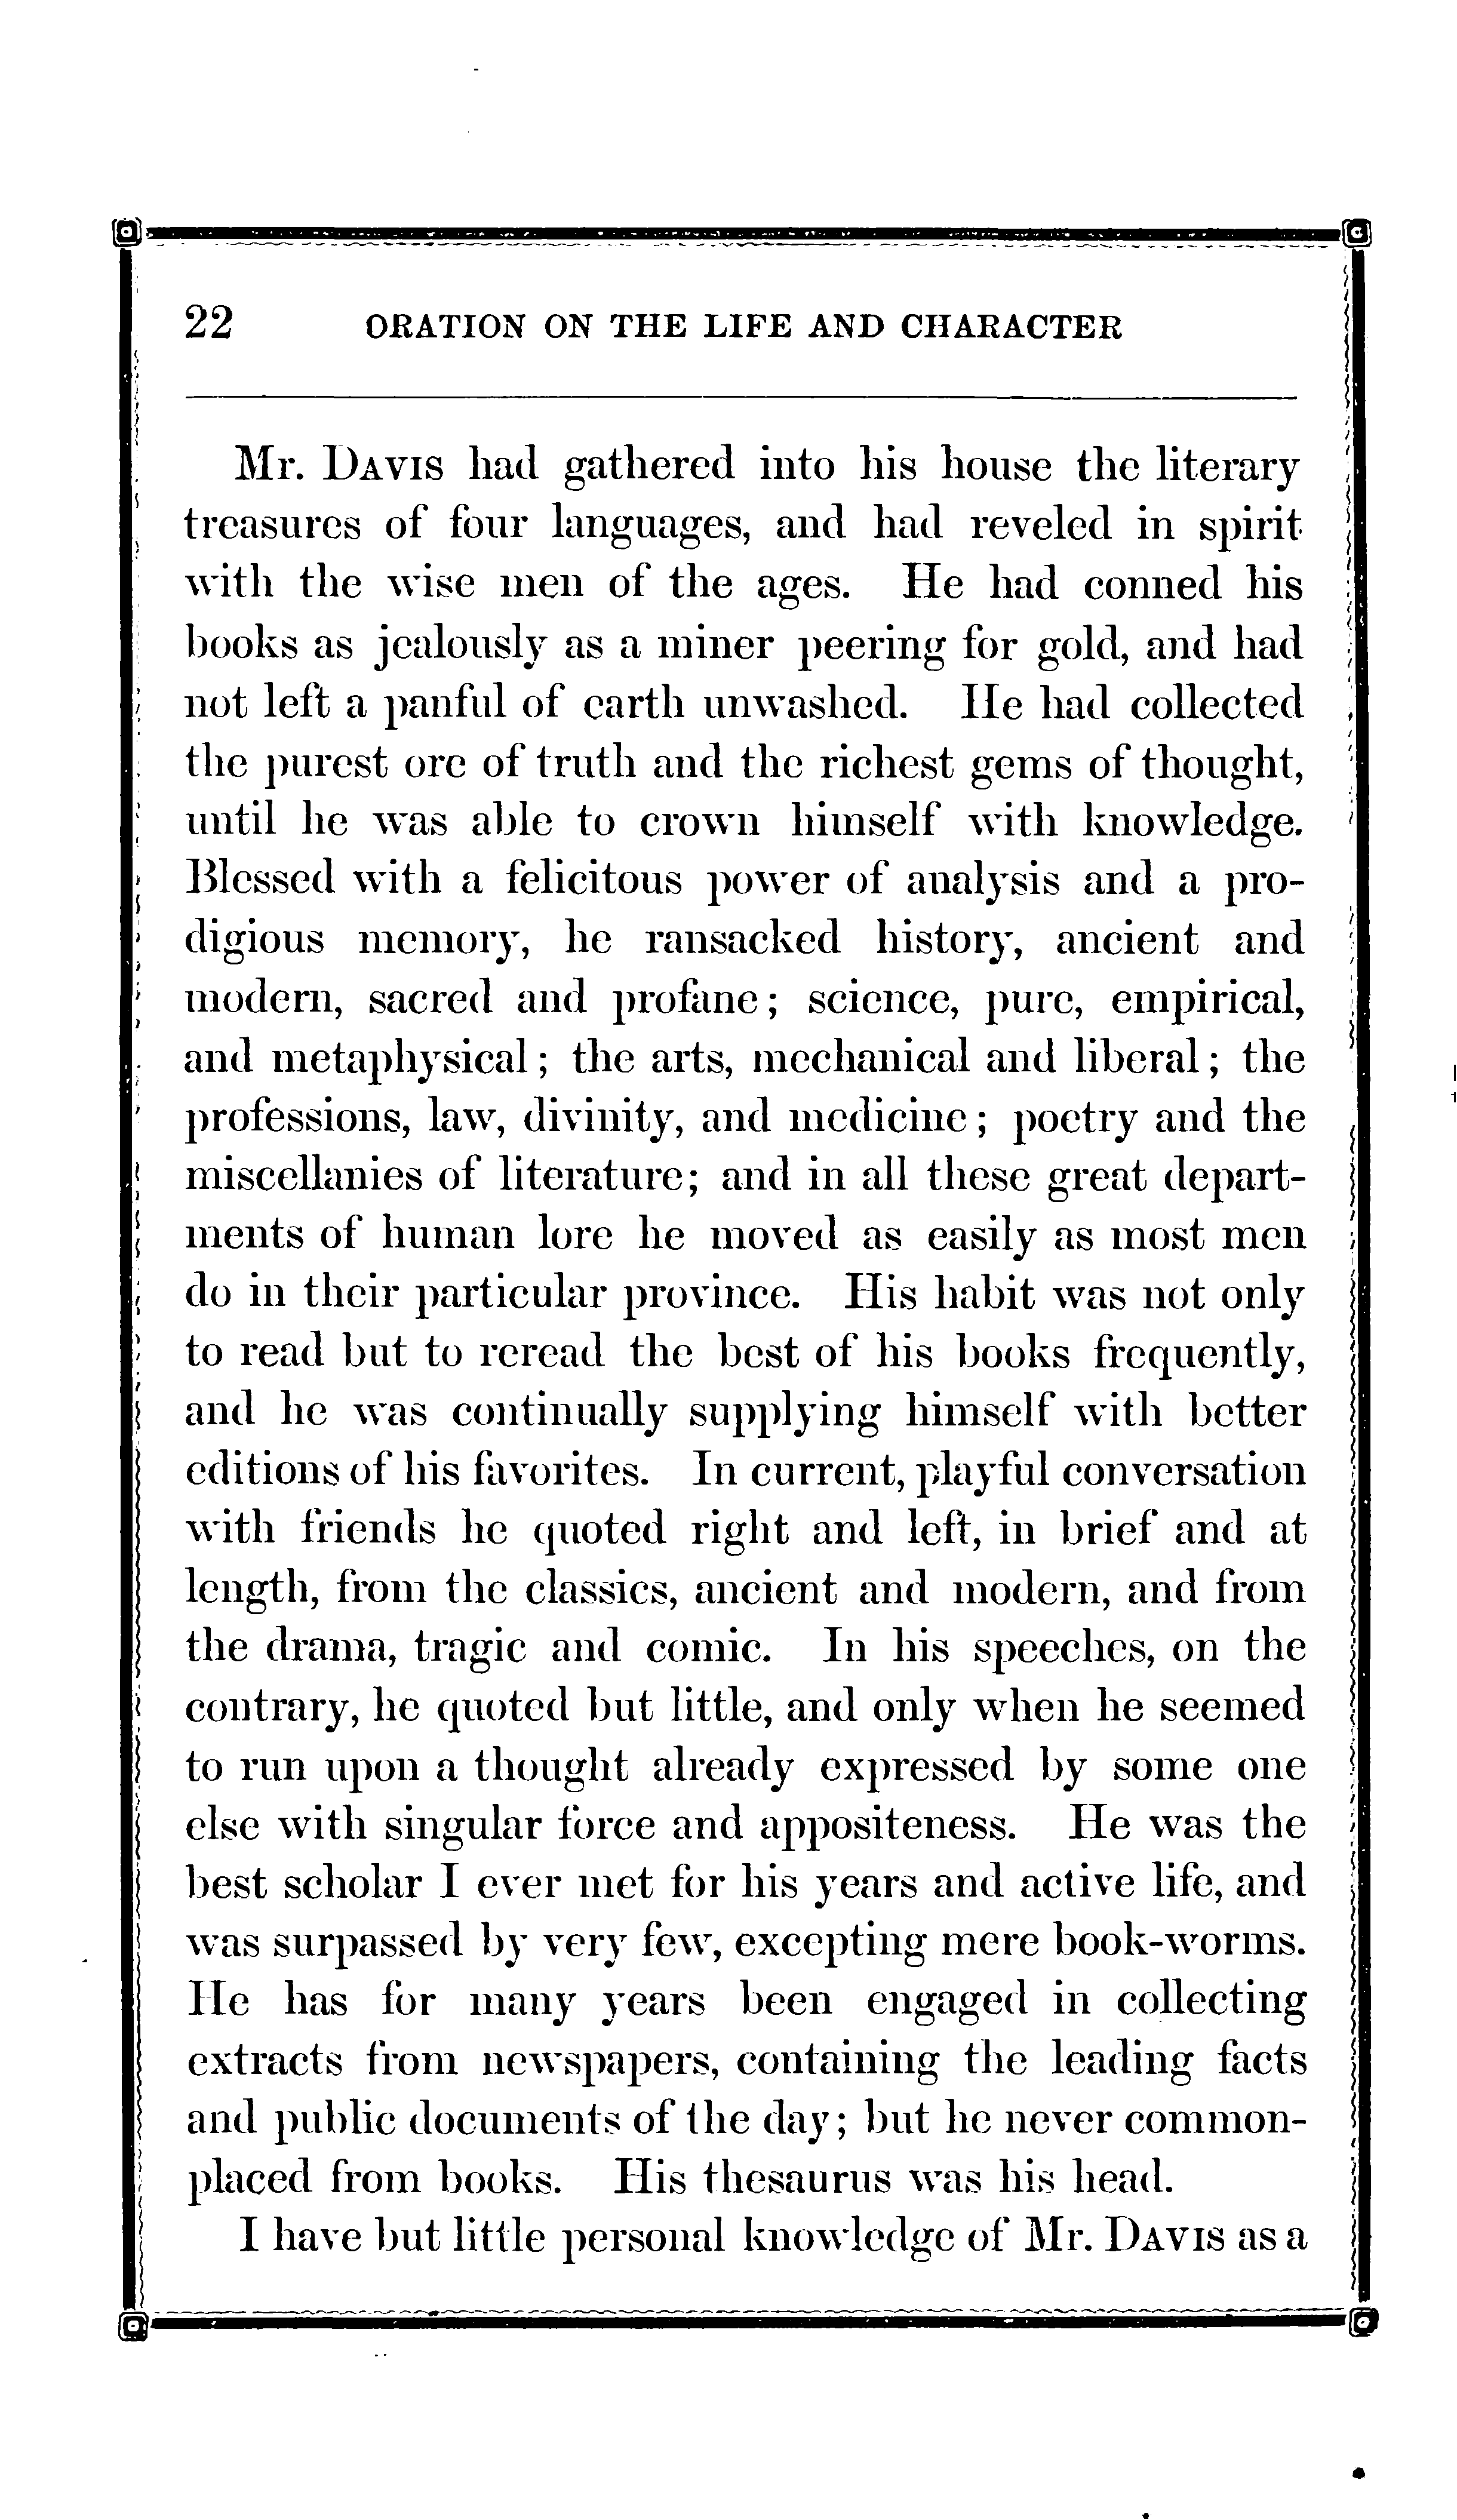 22 ORATION ON THE LIFE AND CHARACTER
Mr. DAVIS had gathered into his house the literary
treasures of four languages, and had reveled in spirit
with the wise men of the ages. He had conned his
books as jealously as a miner peering for gold, and had
not left a panful of earth unwashed. He had collected
the purest ore of truth and the richest gems of thought,
until he was able to crown himself with knowledge.
Blessed with a felicitous power of analysis and a pro-
digious memory, he ransacked history, ancient and
modern, sacred and profane; science, pure, empirical,
and metaphysical; the arts, mechanical and liberal; the
professions, law, divinity, and medicine; poetry and the
miscellanies of literature; and in all these great depart-
ments of human lore he moved as easily as most men
do in their particular province. His habit was not only
to read but to reread the best of his books frequently,
and he was continually supplying himself with better
editions of his favorites. In current, playful conversation
with friends he quoted right and left, in brief and at
length, from the classics, ancient and modern, and from
the drama, tragic and comic. In his speeches, on the
contrary, he quoted but little, and only when he seemed
to run upon a thought already expressed by some one
else with singular force and appositeness. He was the
best scholar I ever met for his years and active life, and
was surpassed by very few, excepting mere book-worms.
He has for many years been engaged in collecting
extracts from newspapers, containing the leading facts
and public documents of the day; but he never common-
placed from books. His thesaurus was his head.
I have but little personal knowledge of Mr. DAVIS as a